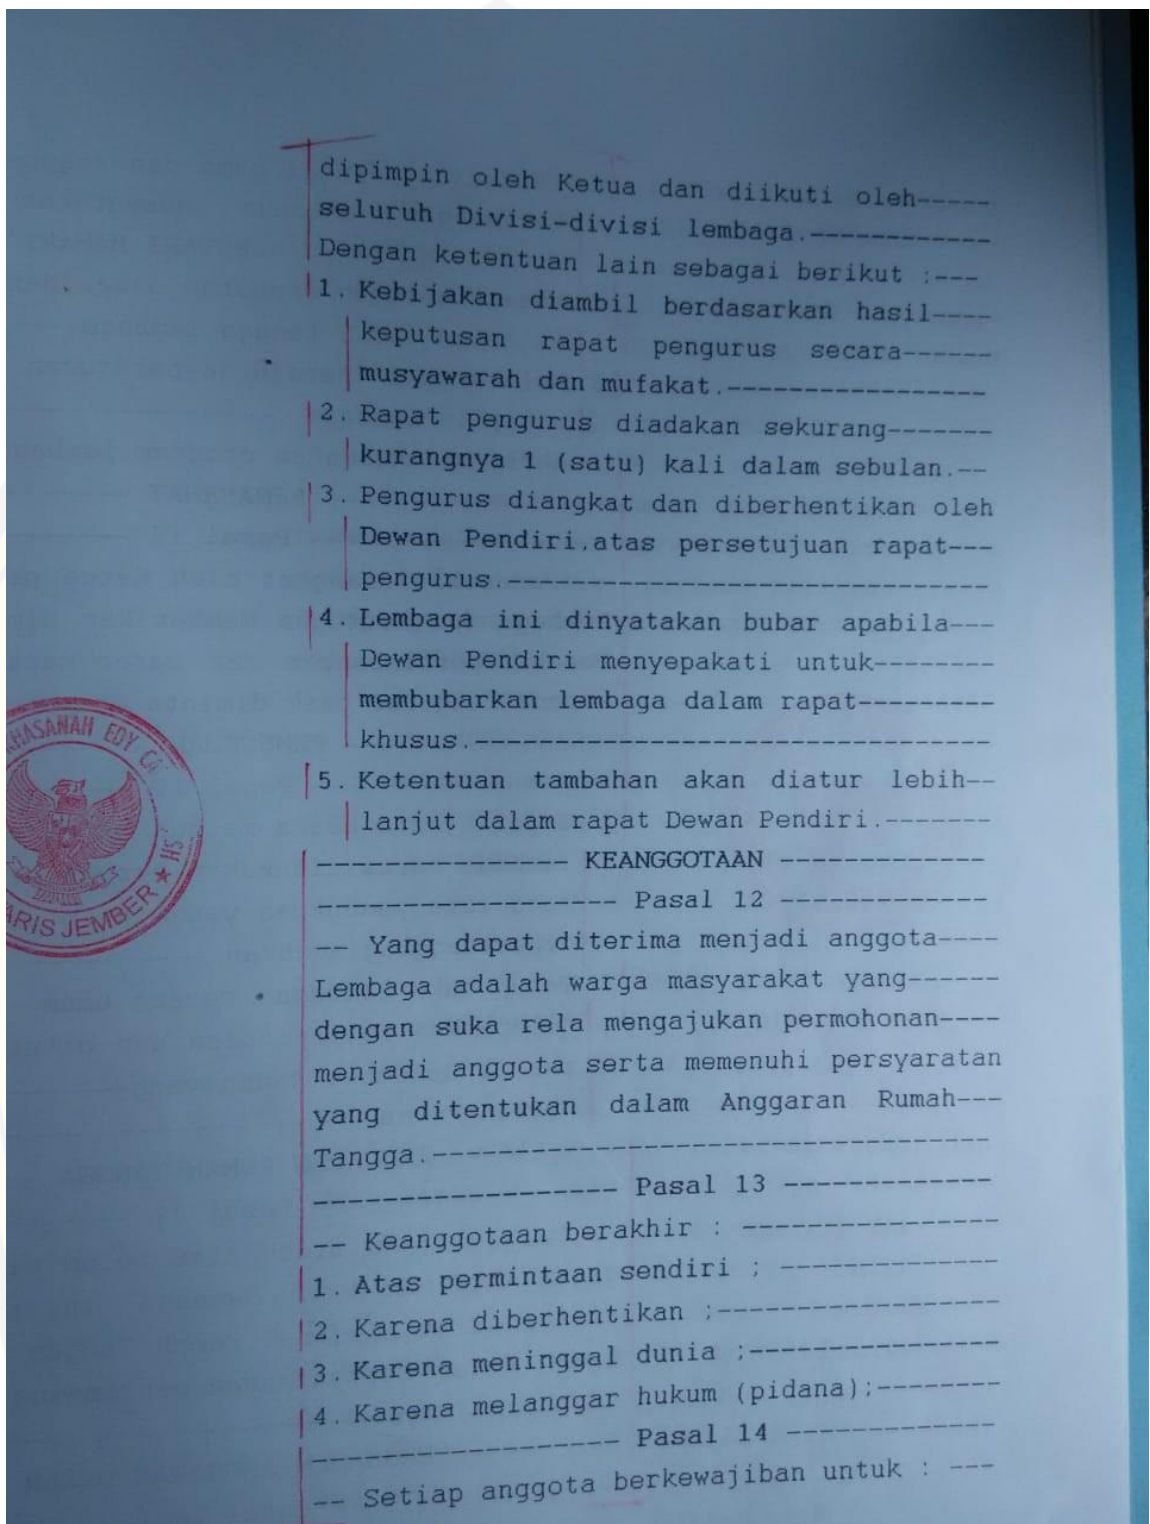 dipimpin oleh Ketua dan diikuti oleh-----
seluruh Divisi-divisi lembaga.------------
Dengan ketentuan lain sebagai berikut :---
1. Kebijakan diambil berdasarkan hasil----
keputusan rapat pengurus secara------
musyawarah dan mufakat.-----------------
2. Rapat pengurus diadakan sekurang-------
kurangnya 1 (satu) kali dalam sebulan.--
3. Pengurus diangkat dan diberhentikan oleh
Dewan Pendiri,atas persetujuan rapat---
pengurus.-------------------------------
4. Lembaga ini dinyatakan bubar apabila---
Dewan Pendiri menyepakati untuk--------
membubarkan lembaga dalam rapat---------
khusus.---------------------------------
5. Ketentuan tambahan akan diatur lebih--
lanjut dalam rapat Dewan Pendiri.-------
---------------- KEANGGOTAAN -------------
------------------- Pasal 12 -------------
-- Yang dapat diterima menjadi anggota----
Lembaga adalah warga masyarakat yang------
dengan suka rela mengajukan permohonan----
menjadi anggota serta memenuhi persyaratan
yang ditentukan dalam Anggaran Rumah---
Tangga.-----------------------------------
------------------- Pasal 13 -------------
-- Keanggotaan berakhir : ----------------
1. Atas permintaan sendiri ; --------------
2. Karena diberhentikan ;------------------
3. Karena meninggal dunia ;----------------
4. Karena melanggar hukum (pidana);--------
------------------- Pasal 14 -------------
-- Setiap anggota berkewajiban untuk : ---
HASANAH EDY
ARIS JEMBER ★ HS